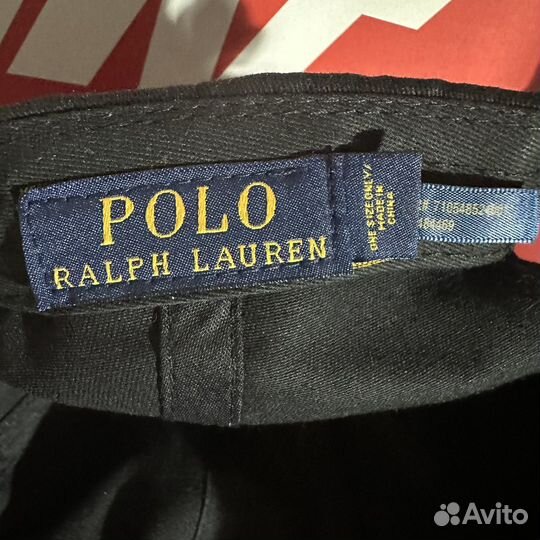 POLO
RALPH LAUREN
ONE SIZE ONLY/
MADE IN
CHINA
Avito